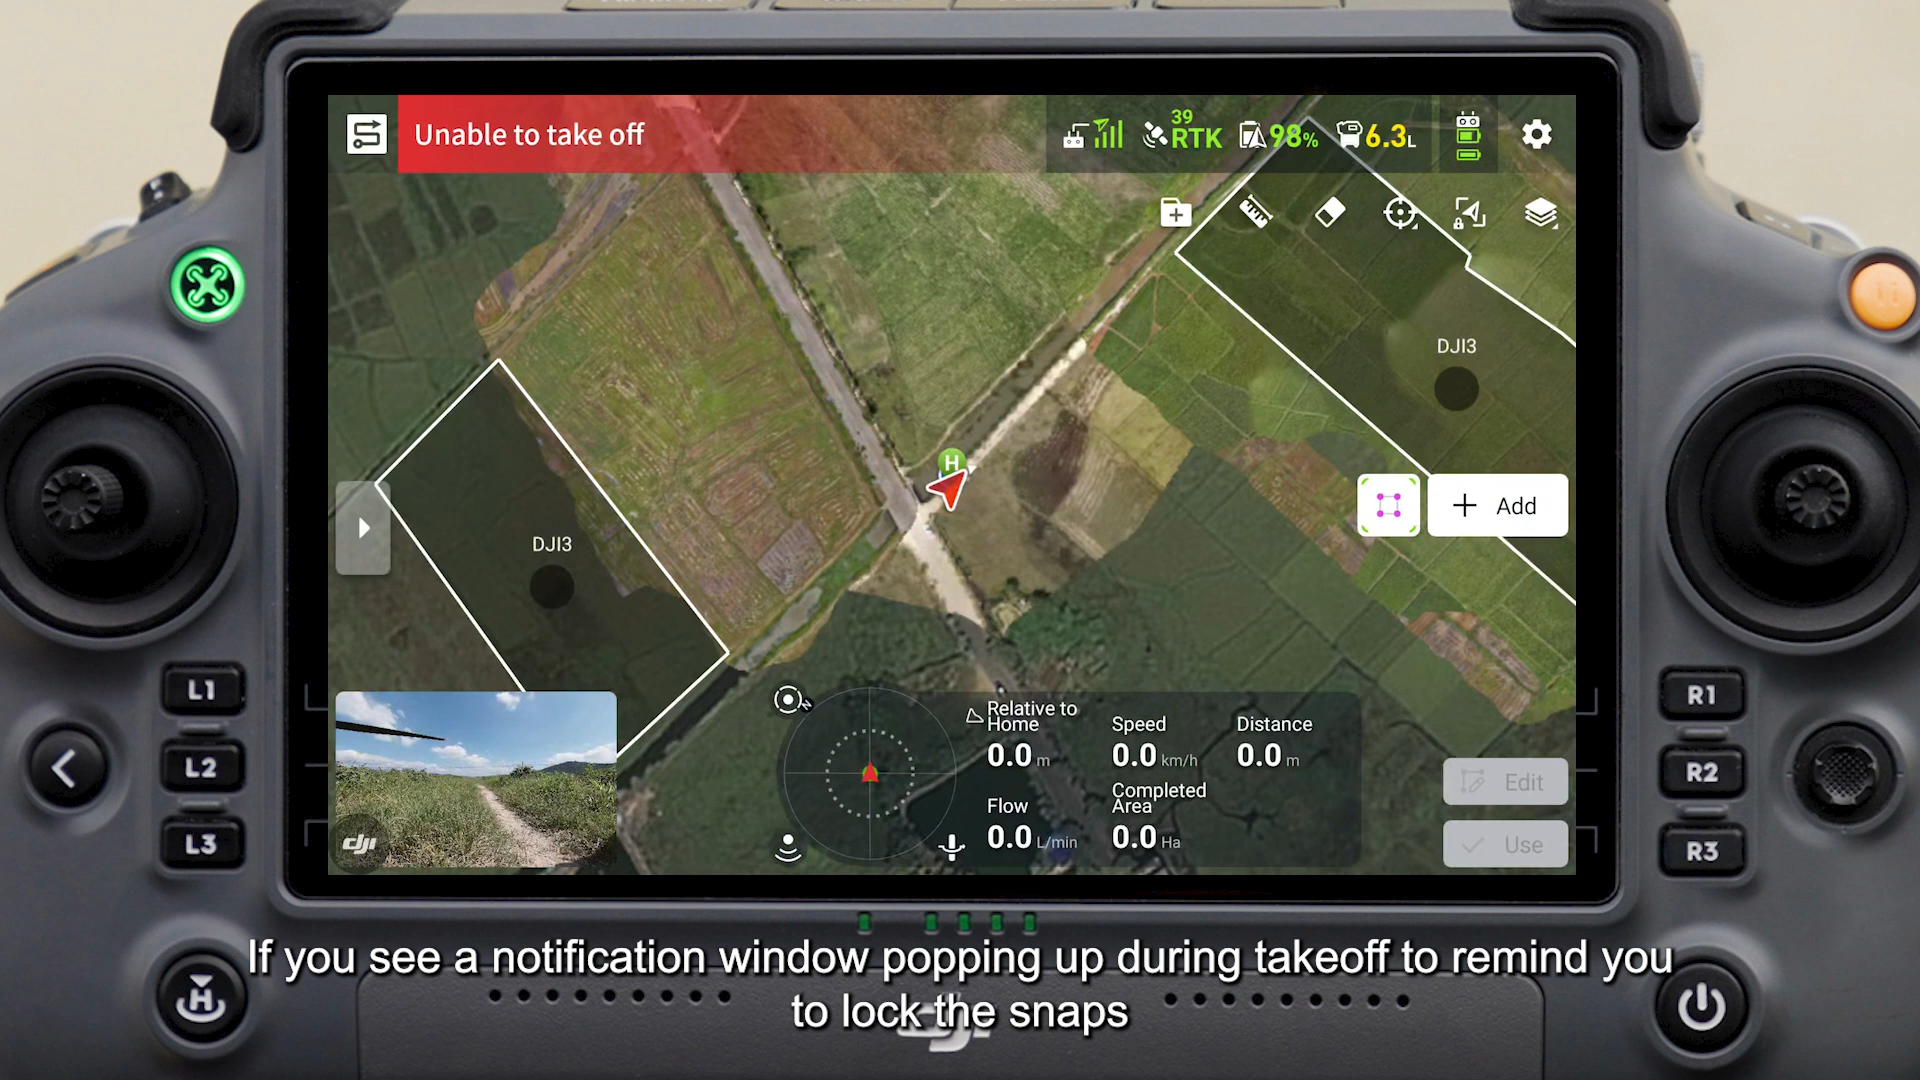 Unable to take off
39
RTK
98%
6.3L
DJI3
H
Add
DJI3
L1
R1
N
Relative to
Home
Speed
Distance
0.0 m
0.0 km/h
0.0 m
L2
R2
Edit
Flow
Completed
Area
0.0 L/min
0.0 Ha
Use
dji
L3
R3
If you see a notification window popping up during takeoff to remind you
to lock the snaps
H
dji